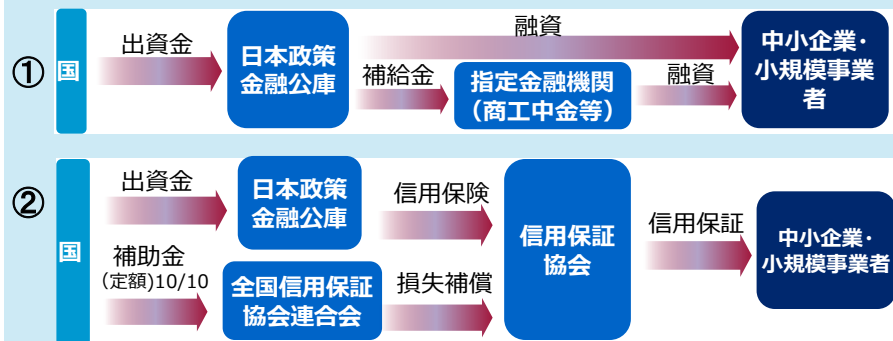 ①
国
出資金
日本政策
金融公庫
融資
補給金
指定金融機関
（商工中金等）
融資
中小企業・
小規模事業
者
②
国
出資金
日本政策
金融公庫
信用保険
補助金
(定額)10/10
全国信用保証
協会連合会
損失補償
信用保証
協会
信用保証
中小企業・
小規模事業者